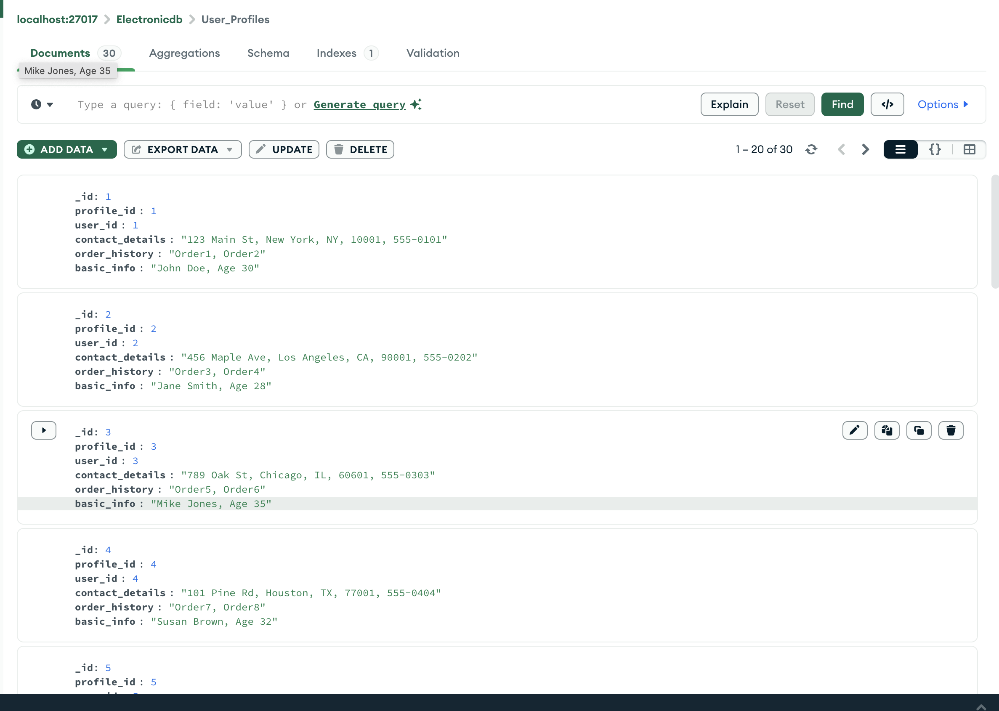 localhost:27017 > Electronicdb > User_Profiles
Documents 30 Aggregations Schema Indexes 1 Validation
Mike Jones, Age 35
Type a query: { field: 'value' } or Generate query Explain Reset Find </> Options
ADD DATA EXPORT DATA UPDATE DELETE 1 – 20 of 30 {}
_id: 1
profile_id : 1
user_id : 1
contact_details : "123 Main St, New York, NY, 10001, 555-0101"
order_history : "Order1, Order2"
basic_info : "John Doe, Age 30"
_id: 2
profile_id : 2
user_id : 2
contact_details : "456 Maple Ave, Los Angeles, CA, 90001, 555-0202"
order_history : "Order3, Order4"
basic_info : "Jane Smith, Age 28"
_id: 3
profile_id : 3
user_id : 3
contact_details : "789 Oak St, Chicago, IL, 60601, 555-0303"
order_history : "Order5, Order6"
basic_info : "Mike Jones, Age 35"
_id: 4
profile_id : 4
user_id : 4
contact_details : "101 Pine Rd, Houston, TX, 77001, 555-0404"
order_history : "Order7, Order8"
basic_info : "Susan Brown, Age 32"
_id: 5
profile_id : 5